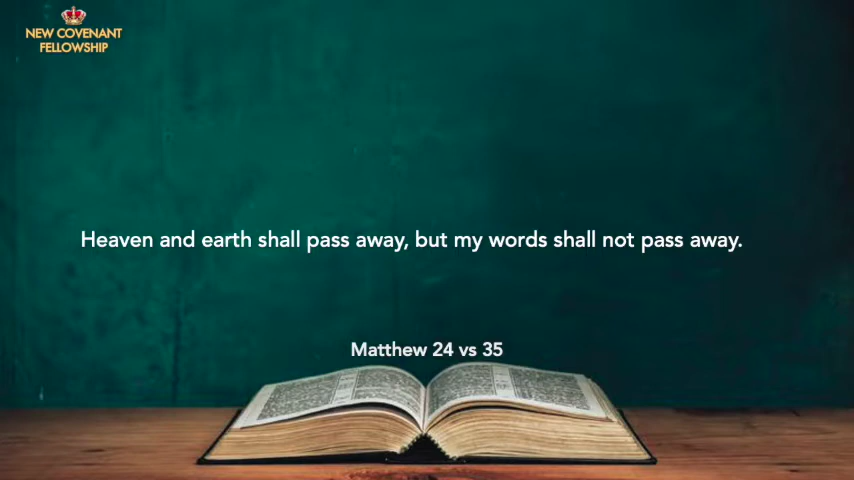 NEW COVENANT
FELLOWSHIP
Heaven and earth shall pass away, but my words shall not pass away.
Matthew 24 vs 35